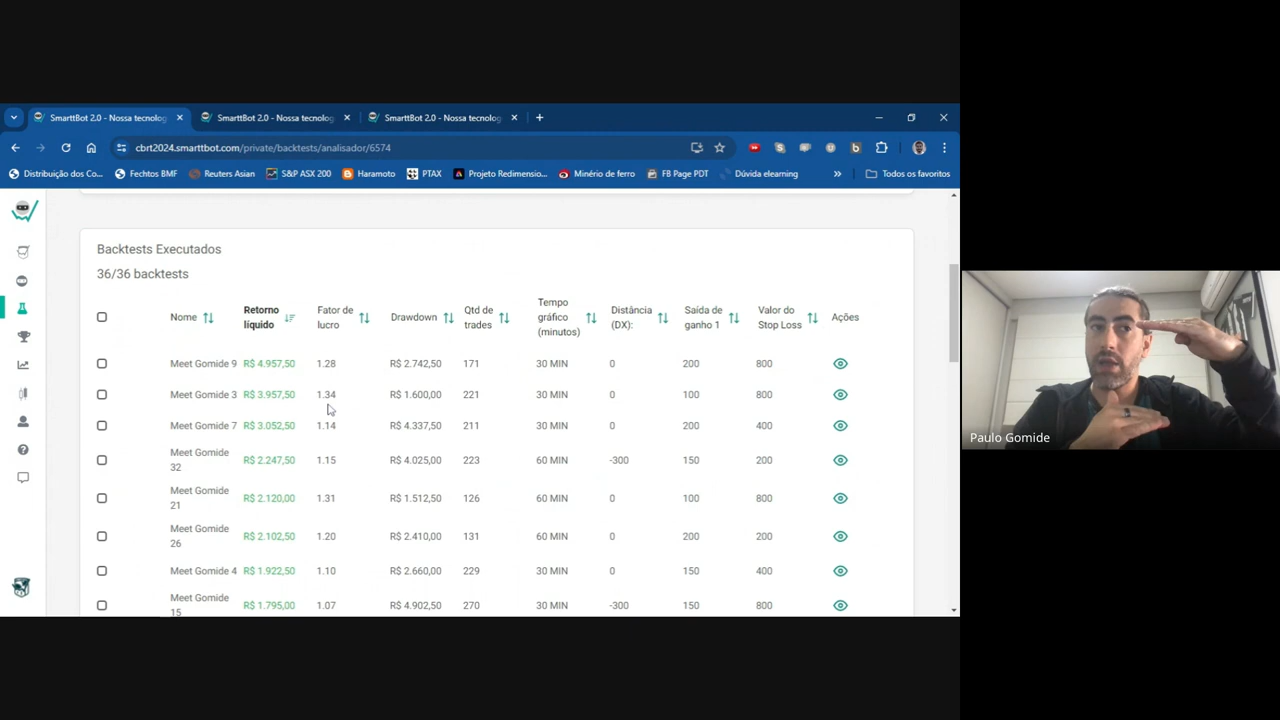 SmarttBot 2.0 - Nossa tecnolog
SmarttBot 2.0 - Nossa tecnolog
SmarttBot 2.0 - Nossa tecnolog
cbrt2024.smarttbot.com/private/backtests/analisador/6574
Distribuição dos Co...
Fechtos BMF
Reuters Asian
S&P ASX 200
Haramoto
PTAX
Projeto Redimensio...
Minério de ferro
FB Page PDT
Dúvida elearning
»
Todos os favoritos
Backtests Executados
36/36 backtests
Nome
Retorno líquido
Fator de lucro
Drawdown
Qtd de trades
Tempo gráfico (minutos)
Distância (DX):
Saída de ganho 1
Valor do Stop Loss
Ações
Meet Gomide 9 R$ 4.957,50 1.28 R$ 2.742,50 171 30 MIN 0 200 800
Meet Gomide 3 R$ 3.957,50 1.34 R$ 1.600,00 221 30 MIN 0 100 800
Meet Gomide 7 R$ 3.052,50 1.14 R$ 4.337,50 211 30 MIN 0 200 400
Meet Gomide 32 R$ 2.247,50 1.15 R$ 4.025,00 223 60 MIN -300 150 200
Meet Gomide 21 R$ 2.120,00 1.31 R$ 1.512,50 126 60 MIN 0 100 800
Meet Gomide 26 R$ 2.102,50 1.20 R$ 2.410,00 131 60 MIN 0 200 200
Meet Gomide 4 R$ 1.922,50 1.10 R$ 2.660,00 229 30 MIN 0 150 400
Meet Gomide 15 R$ 1.795,00 1.07 R$ 4.902,50 270 30 MIN -300 150 800
Paulo Gomide